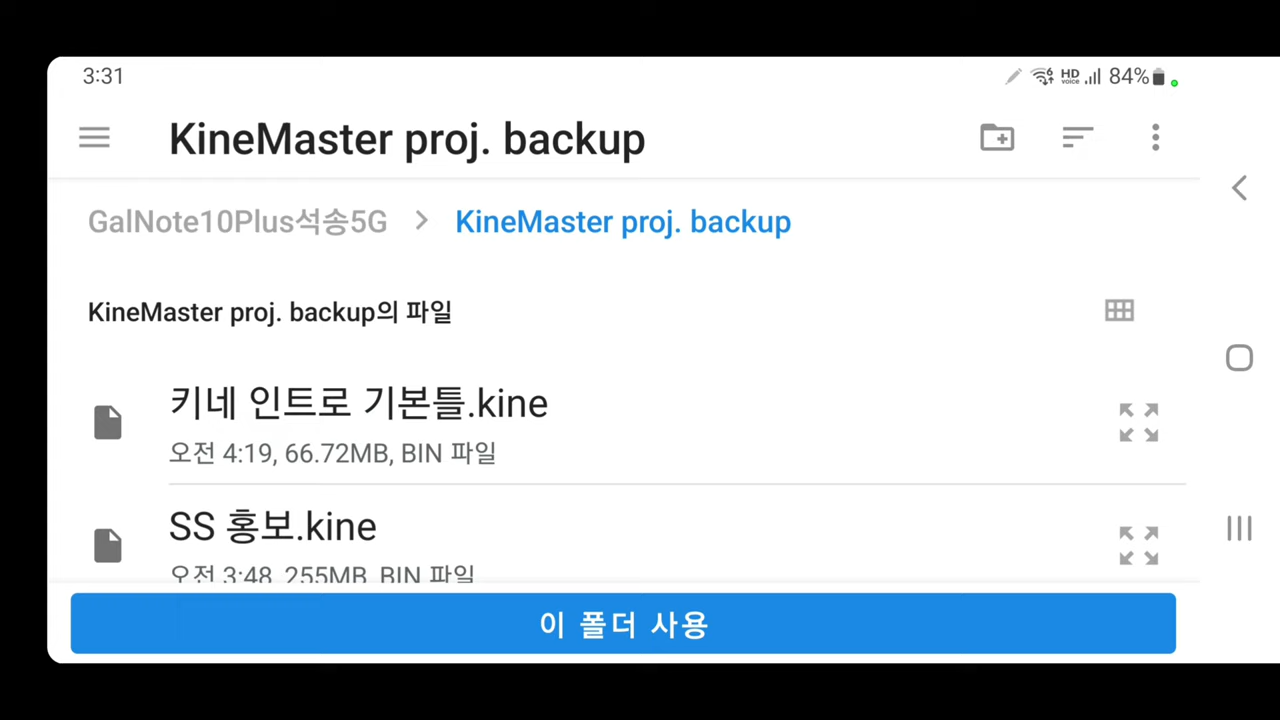 3:31
HD voice 84%
KineMaster proj. backup
GalNote10Plus석송5G > KineMaster proj. backup
KineMaster proj. backup의 파일
키네 인트로 기본틀.kine
오전 4:19, 66.72MB, BIN 파일
SS 홍보.kine
오전 3:48, 255MB, BIN 파일
이 폴더 사용